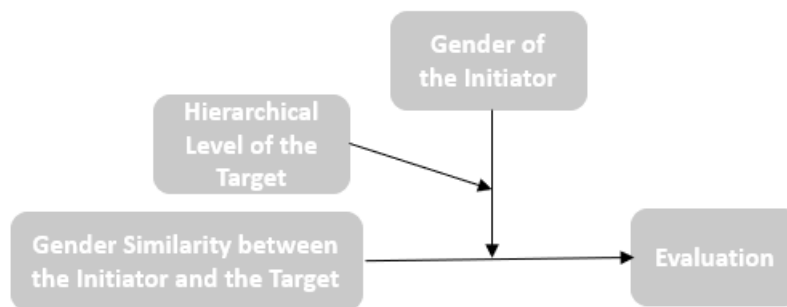 Gender of
the Initiator
Hierarchical
Level of the
Target
Gender Similarity between
the Initiator and the Target
Evaluation